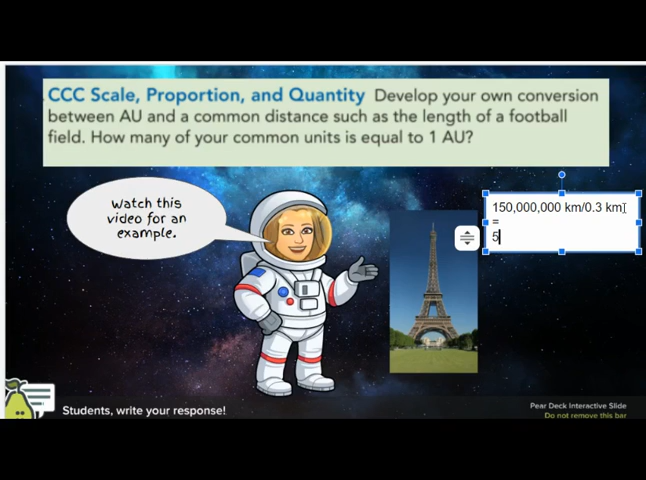 CCC Scale, Proportion, and Quantity Develop your own conversion
between AU and a common distance such as the length of a football
field. How many of your common units is equal to 1 AU?
Watch this
video for an
example.
150,000,000 km/0.3 km
=
5
Students, write your response!
Pear Deck Interactive Slide
Do not remove this bar